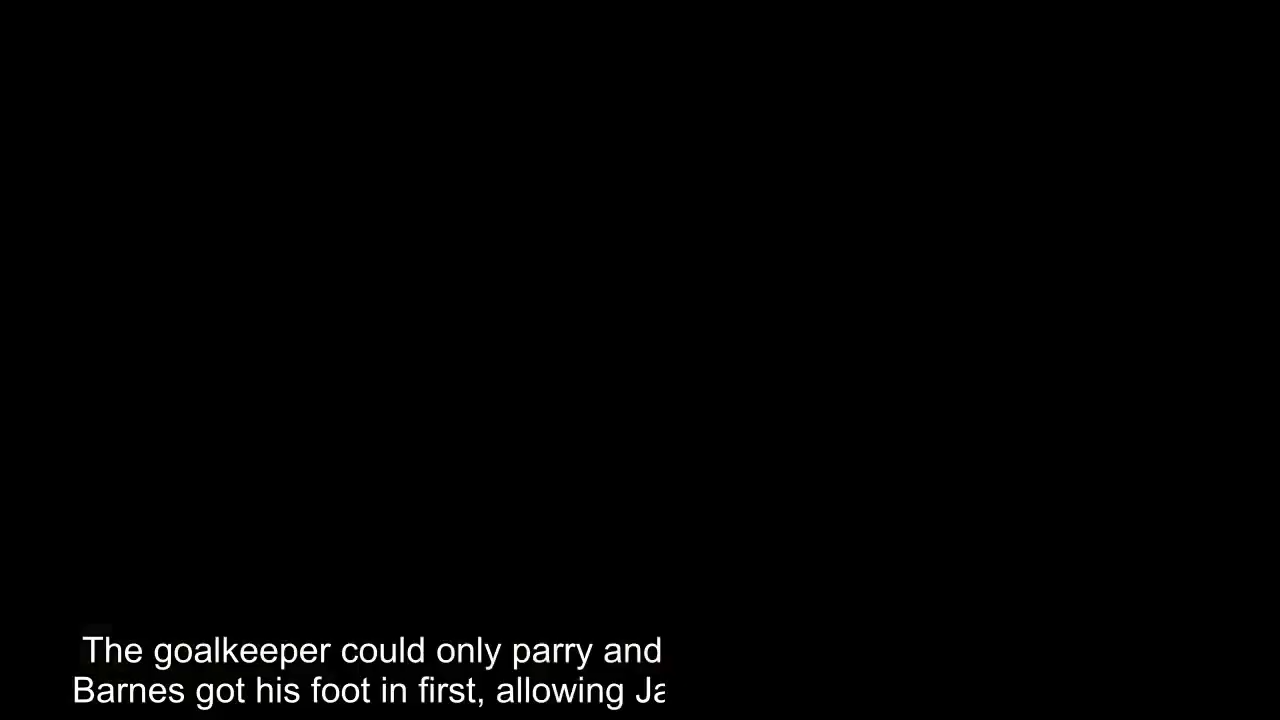 The goalkeeper could only parry and
Barnes got his foot in first, allowing